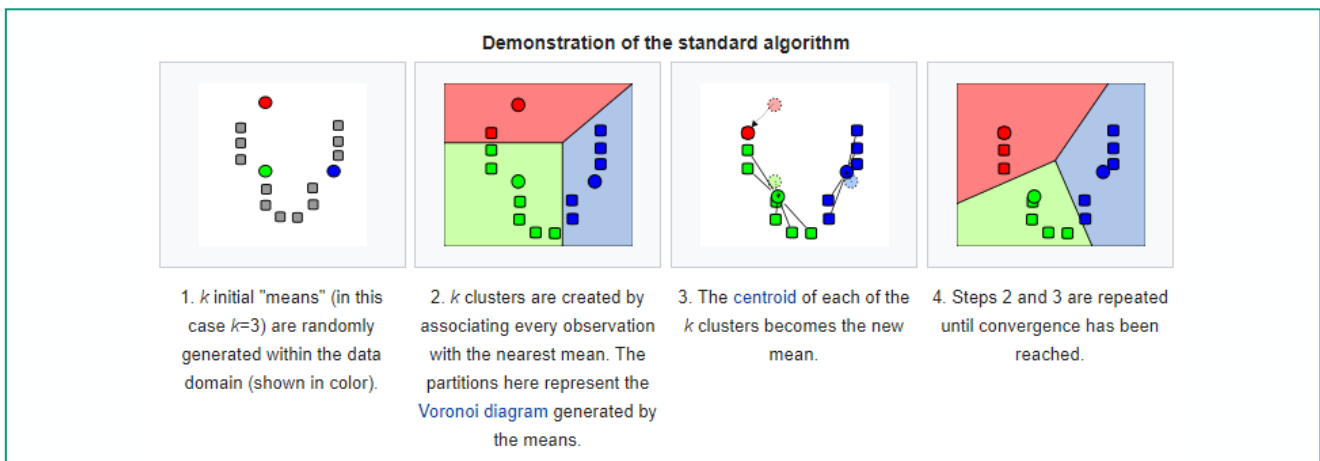 Demonstration of the standard algorithm
1. k initial "means" (in this
case k=3) are randomly
generated within the data
domain (shown in color).
2. k clusters are created by
associating every observation
with the nearest mean. The
partitions here represent the
Voronoi diagram generated by
the means.
3. The centroid of each of the
k clusters becomes the new
mean.
4. Steps 2 and 3 are repeated
until convergence has been
reached.